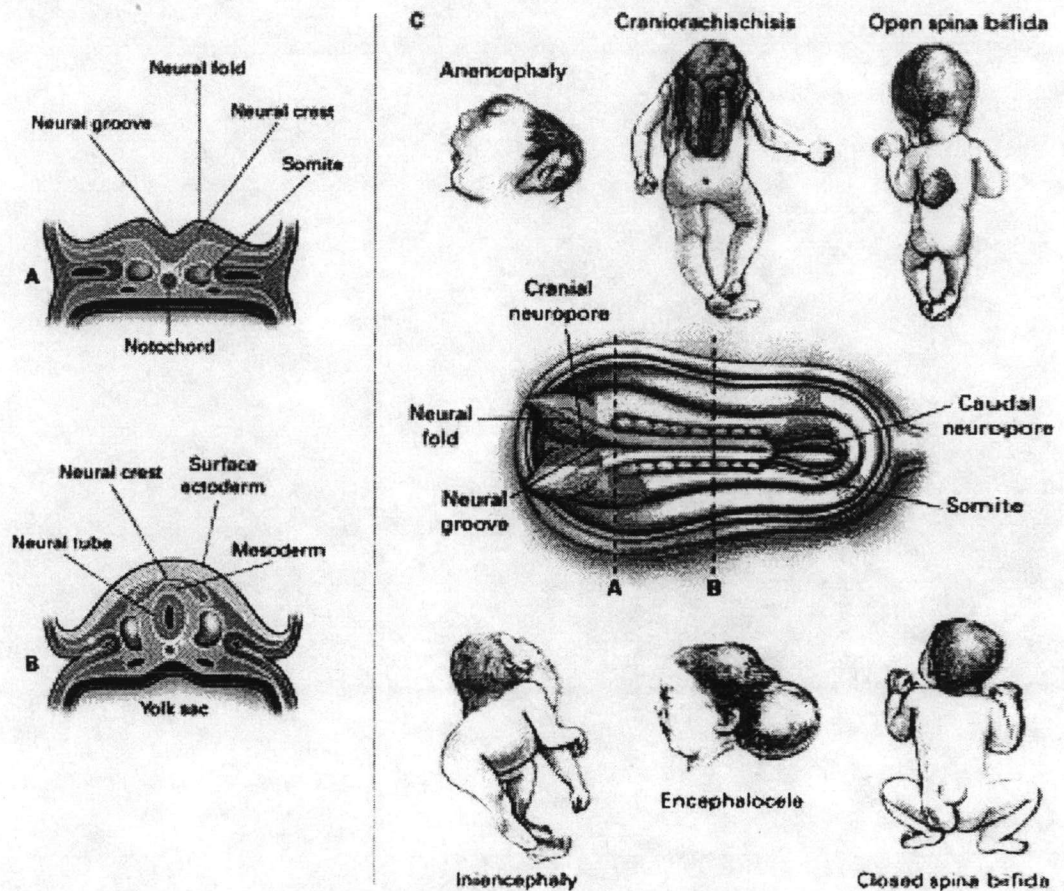 Neural fold
Neural groove
Neural crest
Somite
A
Notochord
Neural crest
Surface
ectoderm
Neural tube
Mesoderm
B
Yolk sac
C
Craniorachischisis
Open spina bifida
Anencephaly
Cranial
neuropore
Neural
fold
Caudal
neuropore
Neural
groove
Somite
A
B
Encephalocele
Iniencephaly
Closed spina bifida